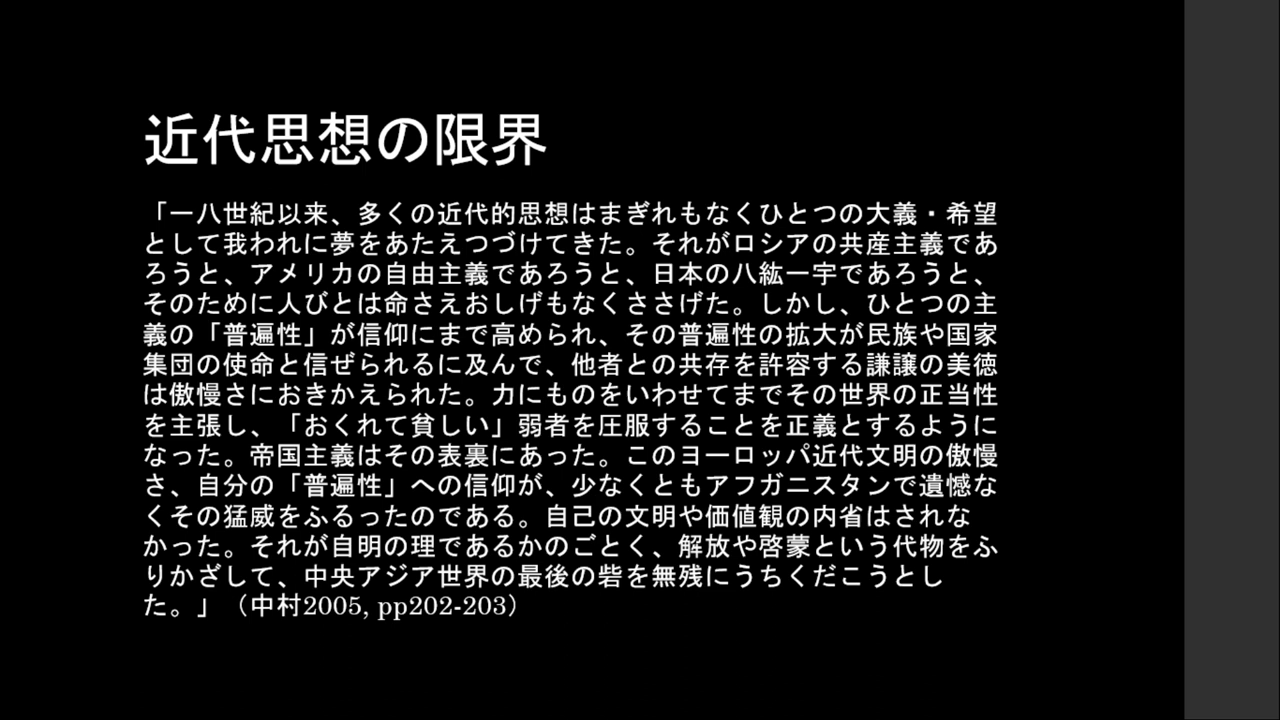 近代思想の限界
「一八世紀以来、多くの近代的思想はまぎれもなくひとつの大義・希望
として我われに夢をあたえつづけてきた。それがロシアの共産主義であ
ろうと、アメリカの自由主義であろうと、日本の八紘一宇であろうと、
そのために人びとは命さえおしげもなくささげた。しかし、ひとつの主
義の「普遍性」が信仰にまで高められ、その普遍性の拡大が民族や国家
集団の使命と信ぜられるに及んで、他者との共存を許容する謙譲の美徳
は傲慢さにおきかえられた。力にものをいわせてまでその世界の正当性
を主張し、「おくれて貧しい」弱者を圧服することを正義とするように
なった。帝国主義はその表裏にあった。このヨーロッパ近代文明の傲慢
さ、自分の「普遍性」への信仰が、少なくともアフガニスタンで遺憾な
くその猛威をふるったのである。自己の文明や価値観の内省はされな
かった。それが自明の理であるかのごとく、解放や啓蒙という代物をふ
りかざして、中央アジア世界の最後の砦を無残にうちくだこうとし
た。」（中村2005, pp202-203）